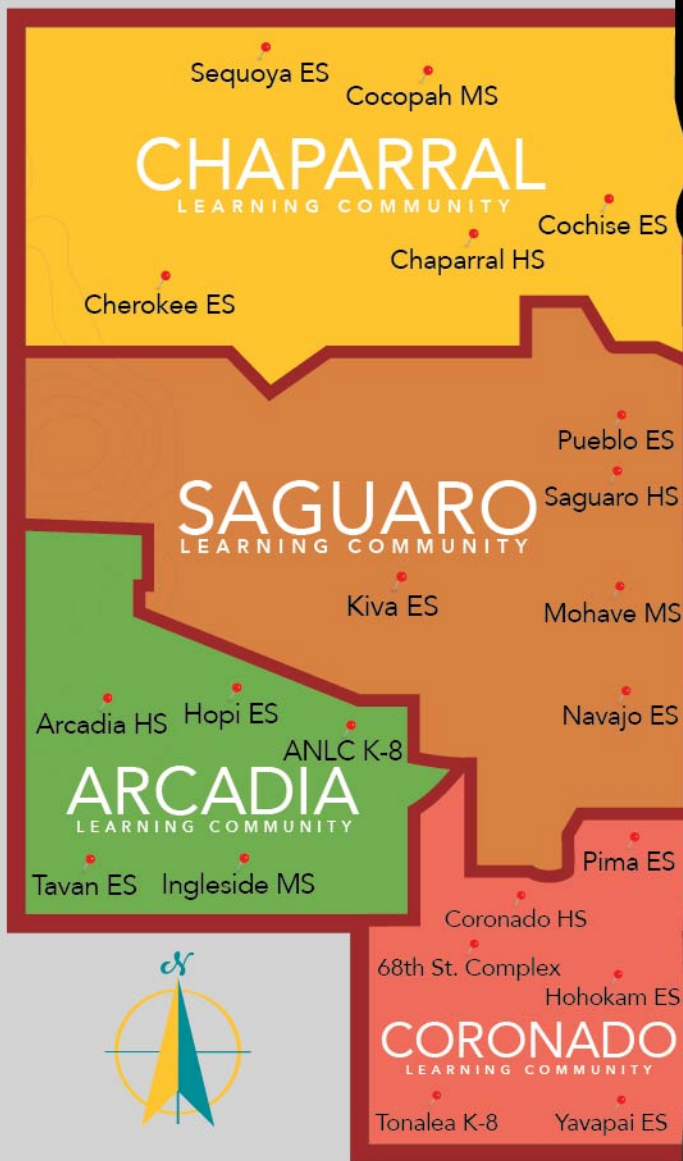 Sequoya ES
Cocopah MS
CHAPARRAL
LEARNING COMMUNITY
Cochise ES
Chaparral HS
Cherokee ES
Pueblo ES
Saguaro HS
SAGUARO
LEARNING COMMUNITY
Kiva ES
Mohave MS
Navajo ES
Arcadia HS
Hopi ES
ANLC K-8
ARCADIA
LEARNING COMMUNITY
Tavan ES
Ingleside MS
Pima ES
Coronado HS
68th St. Complex
Hohokam ES
CORONADO
LEARNING COMMUNITY
Tonalea K-8
Yavapai ES
N